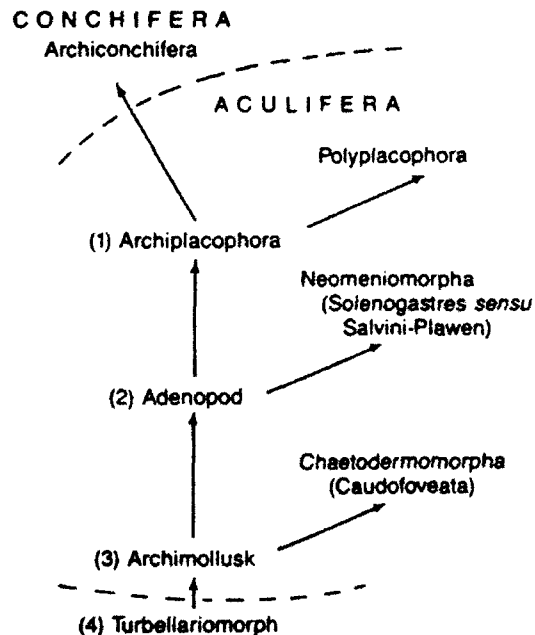 CONCHIFERA
Archiconchifera
ACULIFERA
Polyplacophora
(1) Archiplacophora
Neomeniomorpha
(Solenogastres sensu
Salvini-Plawen)
(2) Adenopod
Chaetodermomorpha
(Caudofoveata)
(3) Archimollusk
(4) Turbellariomorph